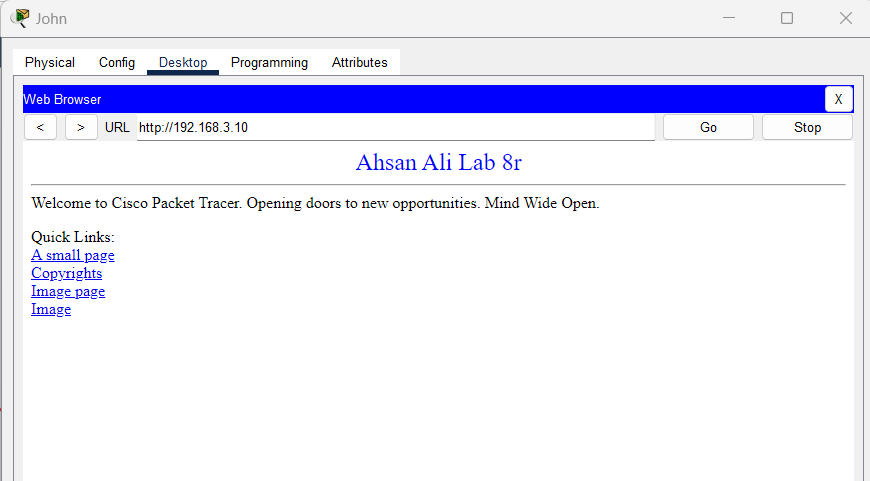 John
Physical Config Desktop Programming Attributes
Web Browser X
< > URL http://192.168.3.10 Go Stop
Ahsan Ali Lab 8r
Welcome to Cisco Packet Tracer. Opening doors to new opportunities. Mind Wide Open.
Quick Links:
A small page
Copyrights
Image page
Image